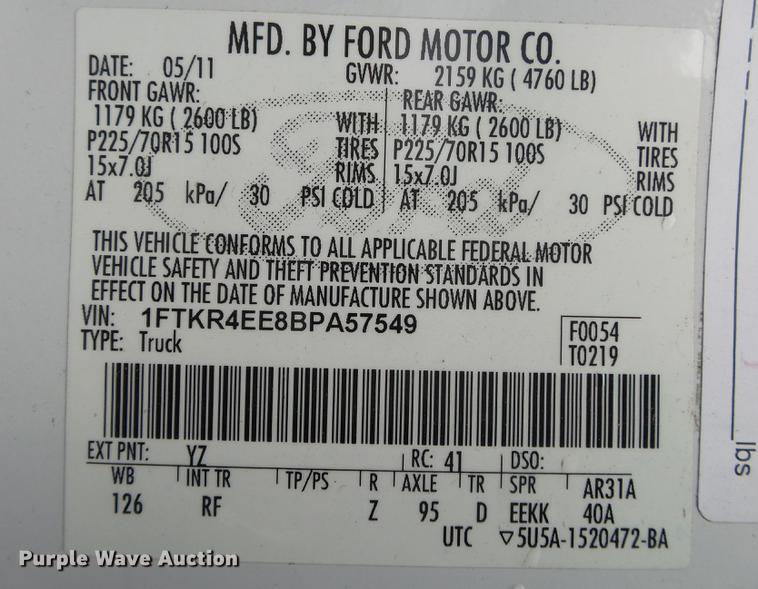 MFD. BY FORD MOTOR CO.
DATE: 05/11 GVWR: 2159 KG ( 4760 LB)
FRONT GAWR: REAR GAWR:
1179 KG ( 2600 LB) WITH 1179 KG ( 2600 LB) WITH
P225/70R15 100S TIRES P225/70R15 100S TIRES
15x7.0J RIMS 15x7.0J RIMS
AT 205 kPa/ 30 PSI COLD AT 205 kPa/ 30 PSI COLD
Ford
THIS VEHICLE CONFORMS TO ALL APPLICABLE FEDERAL MOTOR
VEHICLE SAFETY AND THEFT PREVENTION STANDARDS IN
EFFECT ON THE DATE OF MANUFACTURE SHOWN ABOVE.
VIN: 1FTKR4EE8BPA57549 F0054
TYPE: Truck T0219
EXT PNT: YZ RC: 41 DSO:
WB INT TR TP/PS R AXLE TR SPR AR31A
126 RF Z 95 D EEKK 40A
UTC ▽5U5A-1520472-BA
lbs
Purple Wave Auction